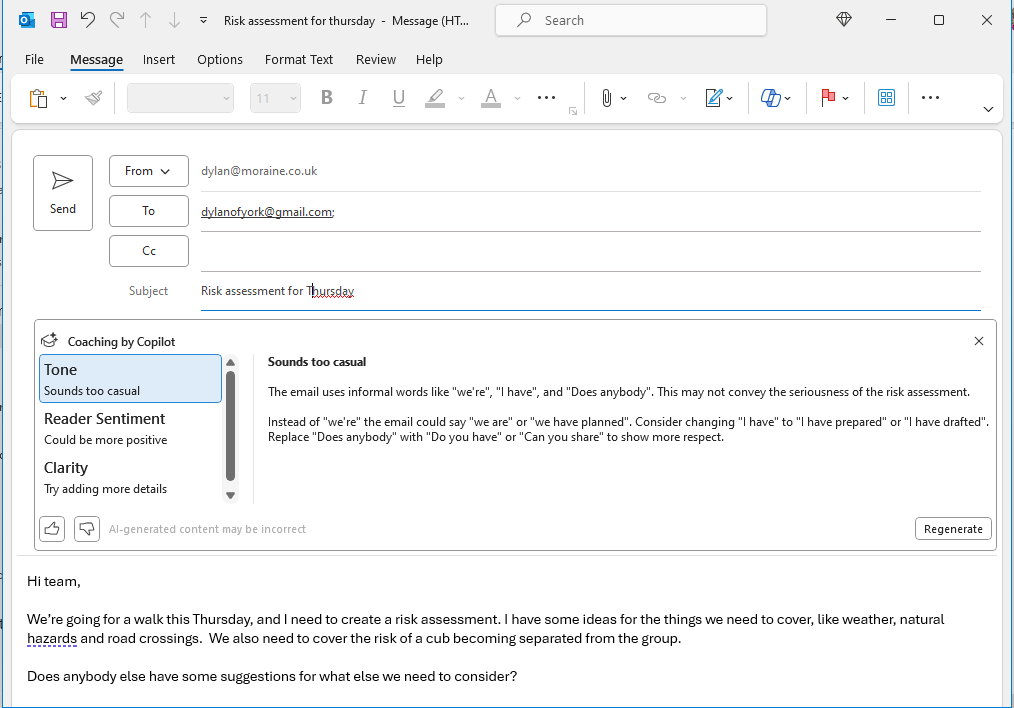 Risk assessment for thursday - Message (HT...
Search
File Message Insert Options Format Text Review Help
11 B I U A
Send
From dylan@moraine.co.uk
To dylanofyork@gmail.com;
Cc
Subject Risk assessment for Thursday
Coaching by Copilot
Tone
Sounds too casual
Reader Sentiment
Could be more positive
Clarity
Try adding more details
Sounds too casual
The email uses informal words like "we're", "I have", and "Does anybody". This may not convey the seriousness of the risk assessment.
Instead of "we're" the email could say "we are" or "we have planned". Consider changing "I have" to "I have prepared" or "I have drafted".
Replace "Does anybody" with "Do you have" or "Can you share" to show more respect.
AI-generated content may be incorrect
Regenerate
Hi team,
We're going for a walk this Thursday, and I need to create a risk assessment. I have some ideas for the things we need to cover, like weather, natural
hazards and road crossings.  We also need to cover the risk of a cub becoming separated from the group.
Does anybody else have some suggestions for what else we need to consider?